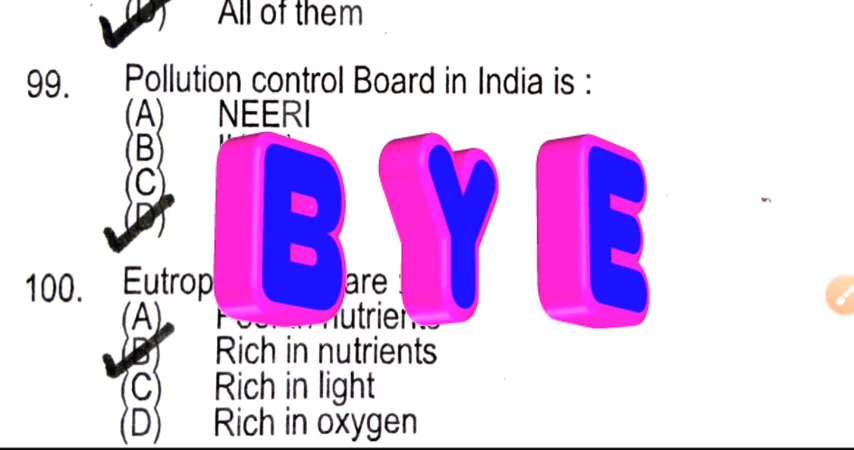 (D) All of them
99. Pollution control Board in India is :
(A) NEERI
(B)
(C)
(D)
BYE
100. are :
(A) nutrients
(B) Rich in nutrients
(C) Rich in light
(D) Rich in oxygen